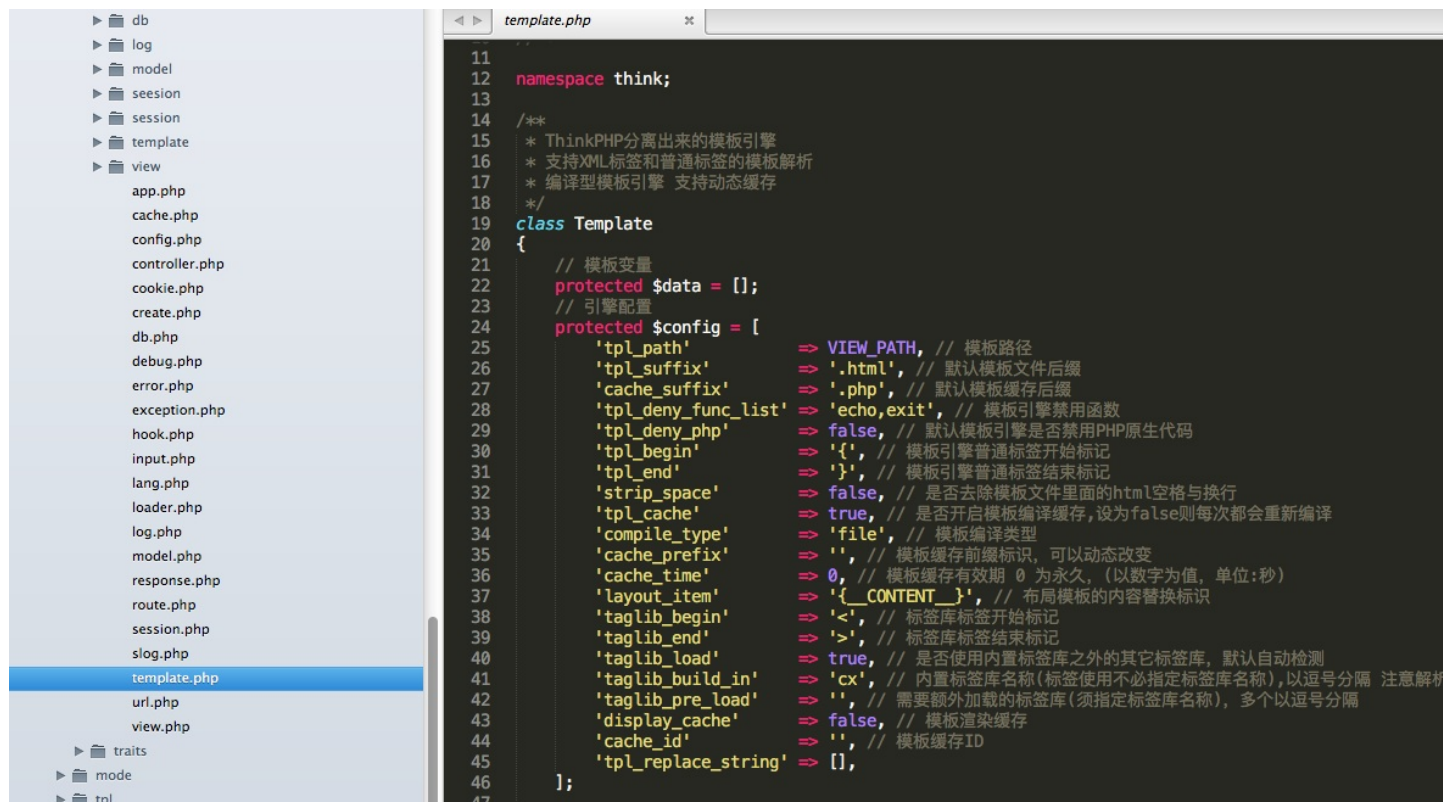 db
log
model
seesion
session
template
view
app.php
cache.php
config.php
controller.php
cookie.php
create.php
db.php
debug.php
error.php
exception.php
hook.php
input.php
lang.php
loader.php
log.php
model.php
response.php
route.php
session.php
slog.php
template.php
url.php
view.php
traits
mode
tpl
template.php
11
12 namespace think;
13
14 /**
15 * ThinkPHP分离出来的模板引擎
16 * 支持XML标签和普通标签的模板解析
17 * 编译型模板引擎 支持动态缓存
18 */
19 class Template
20 {
21 // 模板变量
22 protected $data = [];
23 // 引擎配置
24 protected $config = [
25 'tpl_path' => VIEW_PATH, // 模板路径
26 'tpl_suffix' => '.html', // 默认模板文件后缀
27 'cache_suffix' => '.php', // 默认模板缓存后缀
28 'tpl_deny_func_list' => 'echo,exit', // 模板引擎禁用函数
29 'tpl_deny_php' => false, // 默认模板引擎是否禁用PHP原生代码
30 'tpl_begin' => '{', // 模板引擎普通标签开始标记
31 'tpl_end' => '}', // 模板引擎普通标签结束标记
32 'strip_space' => false, // 是否去除模板文件里面的html空格与换行
33 'tpl_cache' => true, // 是否开启模板编译缓存,设为false则每次都会重新编译
34 'compile_type' => 'file', // 模板编译类型
35 'cache_prefix' => '', // 模板缓存前缀标识，可以动态改变
36 'cache_time' => 0, // 模板缓存有效期 0 为永久，(以数字为值，单位:秒)
37 'layout_item' => '{__CONTENT__}', // 布局模板的内容替换标识
38 'taglib_begin' => '<', // 标签库标签开始标记
39 'taglib_end' => '>', // 标签库标签结束标记
40 'taglib_load' => true, // 是否使用内置标签库之外的其它标签库，默认自动检测
41 'taglib_build_in' => 'cx', // 内置标签库名称(标签使用不必指定标签库名称),以逗号分隔 注意解析
42 'taglib_pre_load' => '', // 需要额外加载的标签库(须指定标签库名称)，多个以逗号分隔
43 'display_cache' => false, // 模板渲染缓存
44 'cache_id' => '', // 模板缓存ID
45 'tpl_replace_string' => [],
46 ];